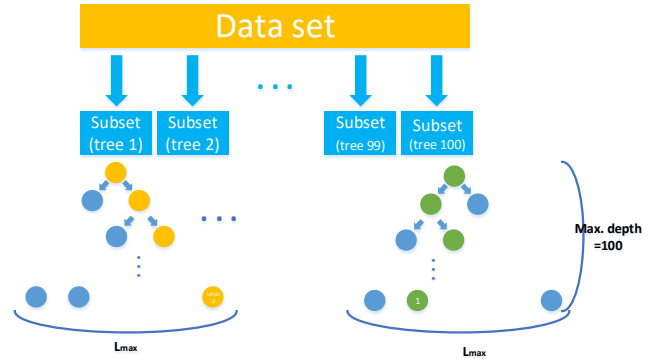 Data set
Subset
(tree 1)
Subset
(tree 2)
Subset
(tree 99)
Subset
(tree 100)
Max. depth
=100
1
Lmax
Lmax